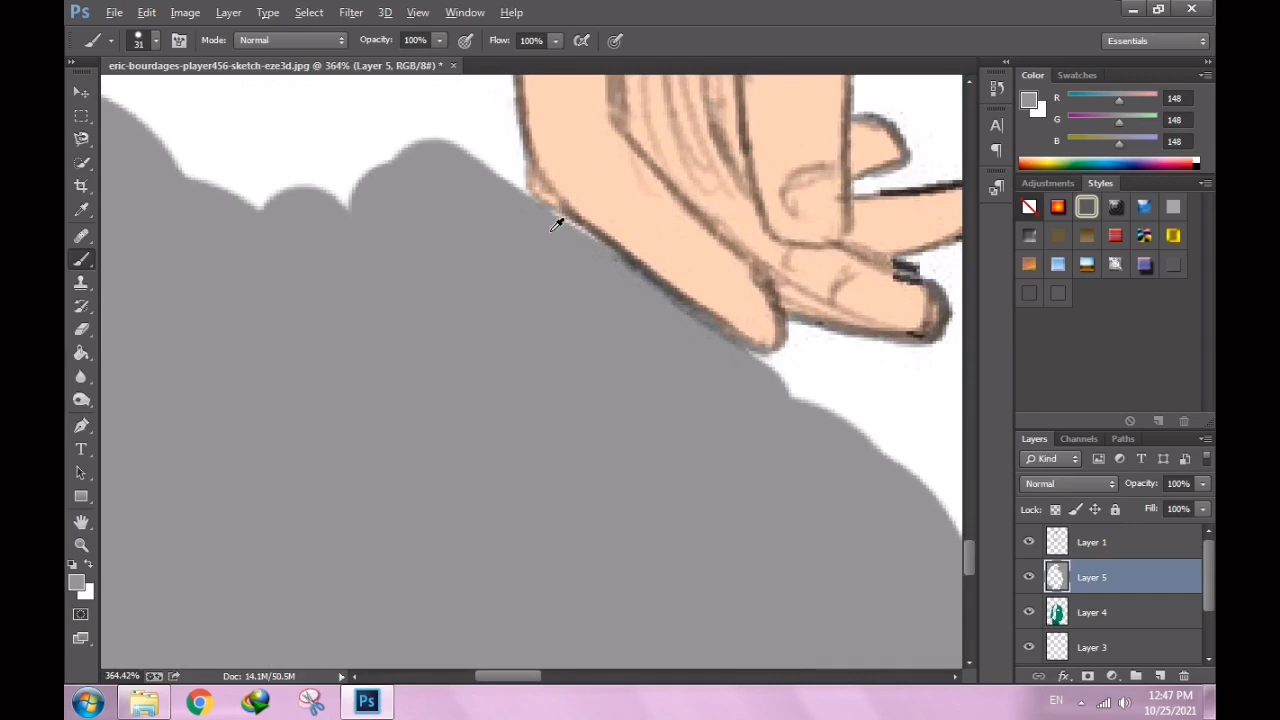 Ps File Edit Image Layer Type Select Filter 3D View Window Help
31 Mode: Normal Opacity: 100% Flow: 100% Essentials
eric-bourdages-player456-sketch-eze3d.jpg @ 364% (Layer 5, RGB/8#) *
Color Swatches
R 148
G 148
B 148
Adjustments Styles
Layers Channels Paths
Kind
Normal Opacity: 100%
Lock: Fill: 100%
Layer 1
Layer 5
Layer 4
Layer 3
364.42% Doc: 14.1M/50.5M
fx
Ps EN 12:47 PM
10/25/2021